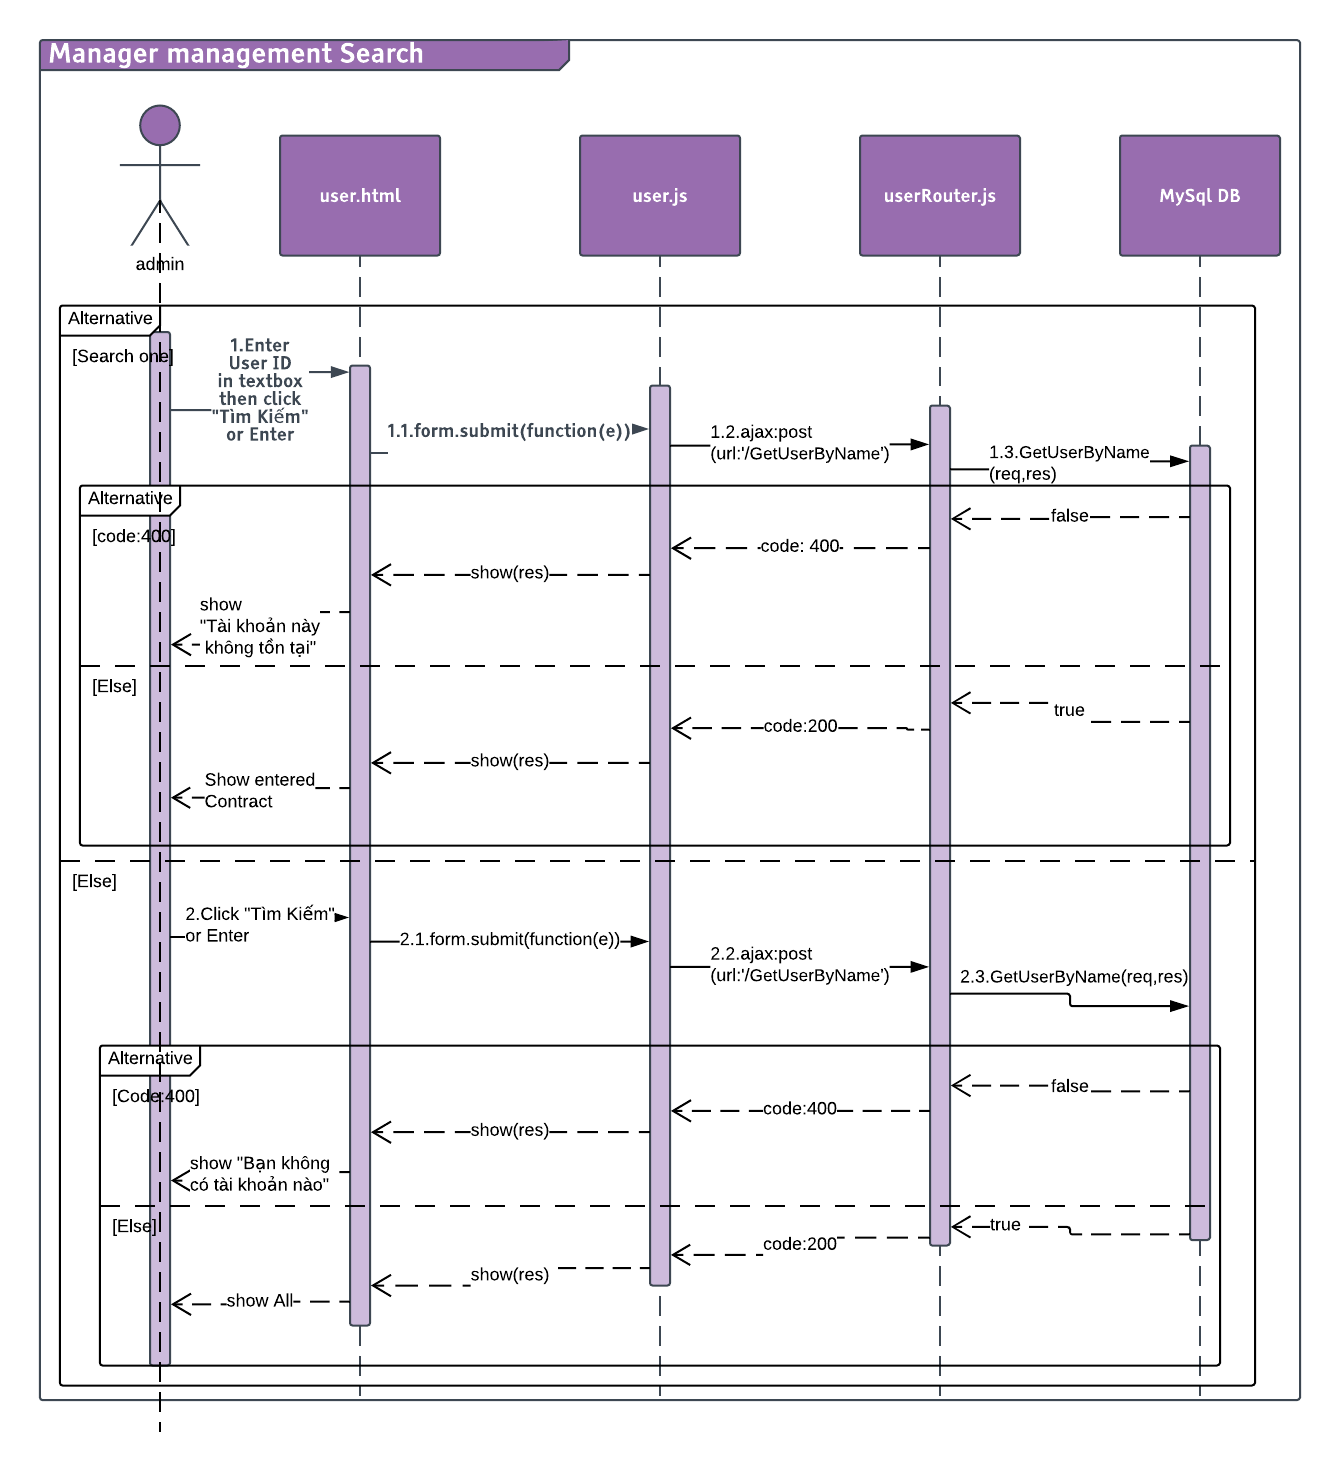 Manager management Search
admin
user.html
user.js
userRouter.js
MySql DB
Alternative
[Search one]
1.Enter
User ID
in textbox
then click
"Tìm Kiếm"
or Enter
1.1.form.submit(function(e))
1.2.ajax:post
(url:'/GetUserByName')
1.3.GetUserByName
(req,res)
Alternative
[code:400]
false
code: 400
show(res)
show
"Tài khoản này
không tồn tại"
[Else]
true
code:200
show(res)
Show entered
Contract
[Else]
2.Click "Tìm Kiếm"
or Enter
2.1.form.submit(function(e))
2.2.ajax:post
(url:'/GetUserByName')
2.3.GetUserByName(req,res)
Alternative
[Code:400]
false
code:400
show(res)
show "Bạn không
có tài khoản nào"
[Else]
true
code:200
show(res)
show All